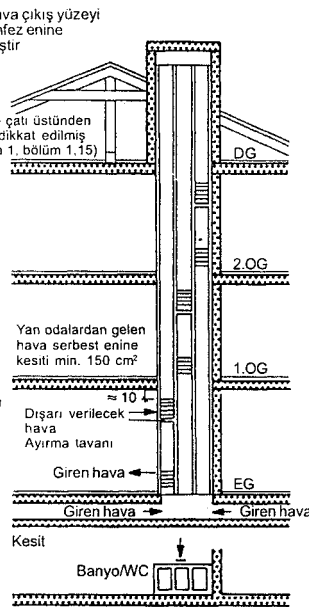 ava çıkış yüzeyi
nfez enine
ştir
çatı üstünden
dikkat edilmiş
a 1, bölüm 1,15)
DG
2.OG
Yan odalardan gelen
hava serbest enine
kesiti min. 150 cm²
1.OG
≈ 10
Dışarı verilecek
hava
Ayırma tavanı
Giren hava
EG
Giren hava
Giren hava
Kesit
Banyo/WC